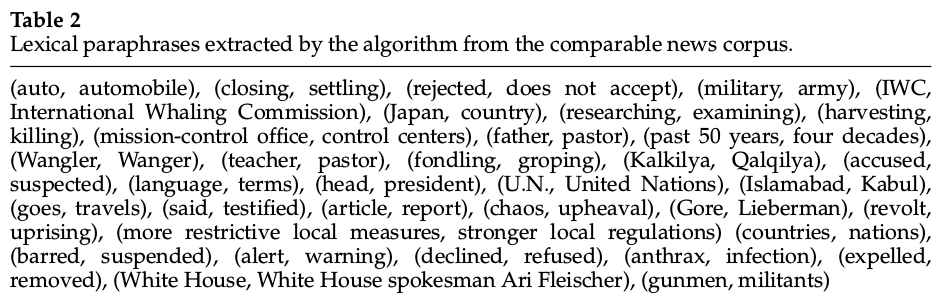 Table 2
Lexical paraphrases extracted by the algorithm from the comparable news corpus.
(auto, automobile), (closing, settling), (rejected, does not accept), (military, army), (IWC,
International Whaling Commission), (Japan, country), (researching, examining), (harvesting,
killing), (mission-control office, control centers), (father, pastor), (past 50 years, four decades),
(Wangler, Wanger), (teacher, pastor), (fondling, groping), (Kalkilya, Qalqilya), (accused,
suspected), (language, terms), (head, president), (U.N., United Nations), (Islamabad, Kabul),
(goes, travels), (said, testified), (article, report), (chaos, upheaval), (Gore, Lieberman), (revolt,
uprising), (more restrictive local measures, stronger local regulations) (countries, nations),
(barred, suspended), (alert, warning), (declined, refused), (anthrax, infection), (expelled,
removed), (White House, White House spokesman Ari Fleischer), (gunmen, militants)